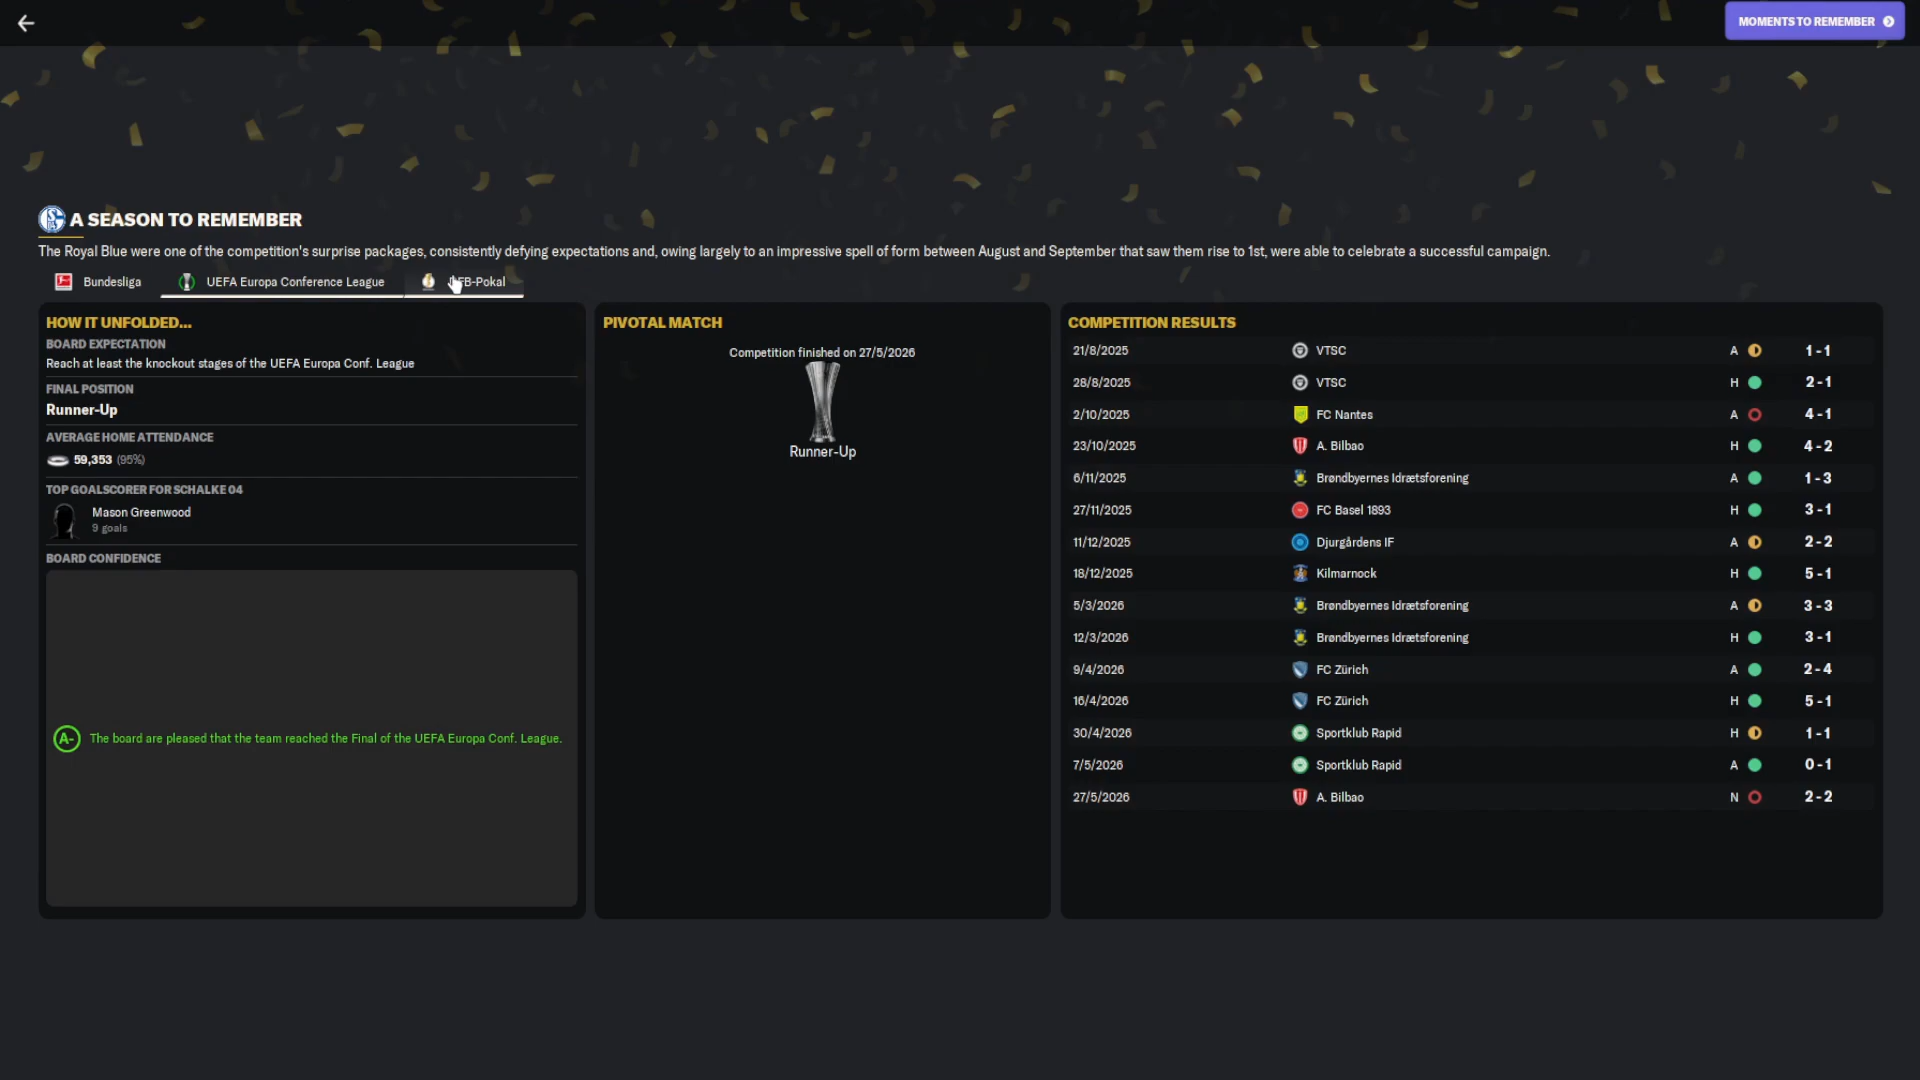 MOMENTS TO REMEMBER
A SEASON TO REMEMBER
The Royal Blue were one of the competition's surprise packages, consistently defying expectations and, owing largely to an impressive spell of form between August and September that saw them rise to 1st, were able to celebrate a successful campaign.
Bundesliga UEFA Europa Conference League FB-Pokal
HOW IT UNFOLDED...
BOARD EXPECTATION
Reach at least the knockout stages of the UEFA Europa Conf. League
FINAL POSITION
Runner-Up
AVERAGE HOME ATTENDANCE
59,353 (95%)
TOP GOALSCORER FOR SCHALKE 04
Mason Greenwood
9 goals
BOARD CONFIDENCE
A- The board are pleased that the team reached the Final of the UEFA Europa Conf. League.
PIVOTAL MATCH
Competition finished on 27/5/2026
Runner-Up
COMPETITION RESULTS
21/8/2025 VTSC A 1 - 1
28/8/2025 VTSC H 2 - 1
2/10/2025 FC Nantes A 4 - 1
23/10/2025 A. Bilbao H 4 - 2
6/11/2025 Brøndbyernes Idrætsforening A 1 - 3
27/11/2025 FC Basel 1893 H 3 - 1
11/12/2025 Djurgårdens IF A 2 - 2
18/12/2025 Kilmarnock H 5 - 1
5/3/2026 Brøndbyernes Idrætsforening A 3 - 3
12/3/2026 Brøndbyernes Idrætsforening H 3 - 1
9/4/2026 FC Zürich A 2 - 4
16/4/2026 FC Zürich H 5 - 1
30/4/2026 Sportklub Rapid H 1 - 1
7/5/2026 Sportklub Rapid A 0 - 1
27/5/2026 A. Bilbao N 2 - 2